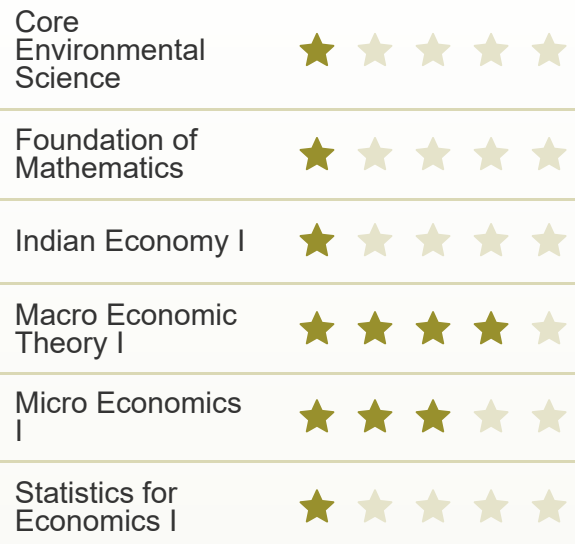 Core
Environmental
Science
Foundation of
Mathematics
Indian Economy I
Macro Economic
Theory I
Micro Economics
I
Statistics for
Economics I